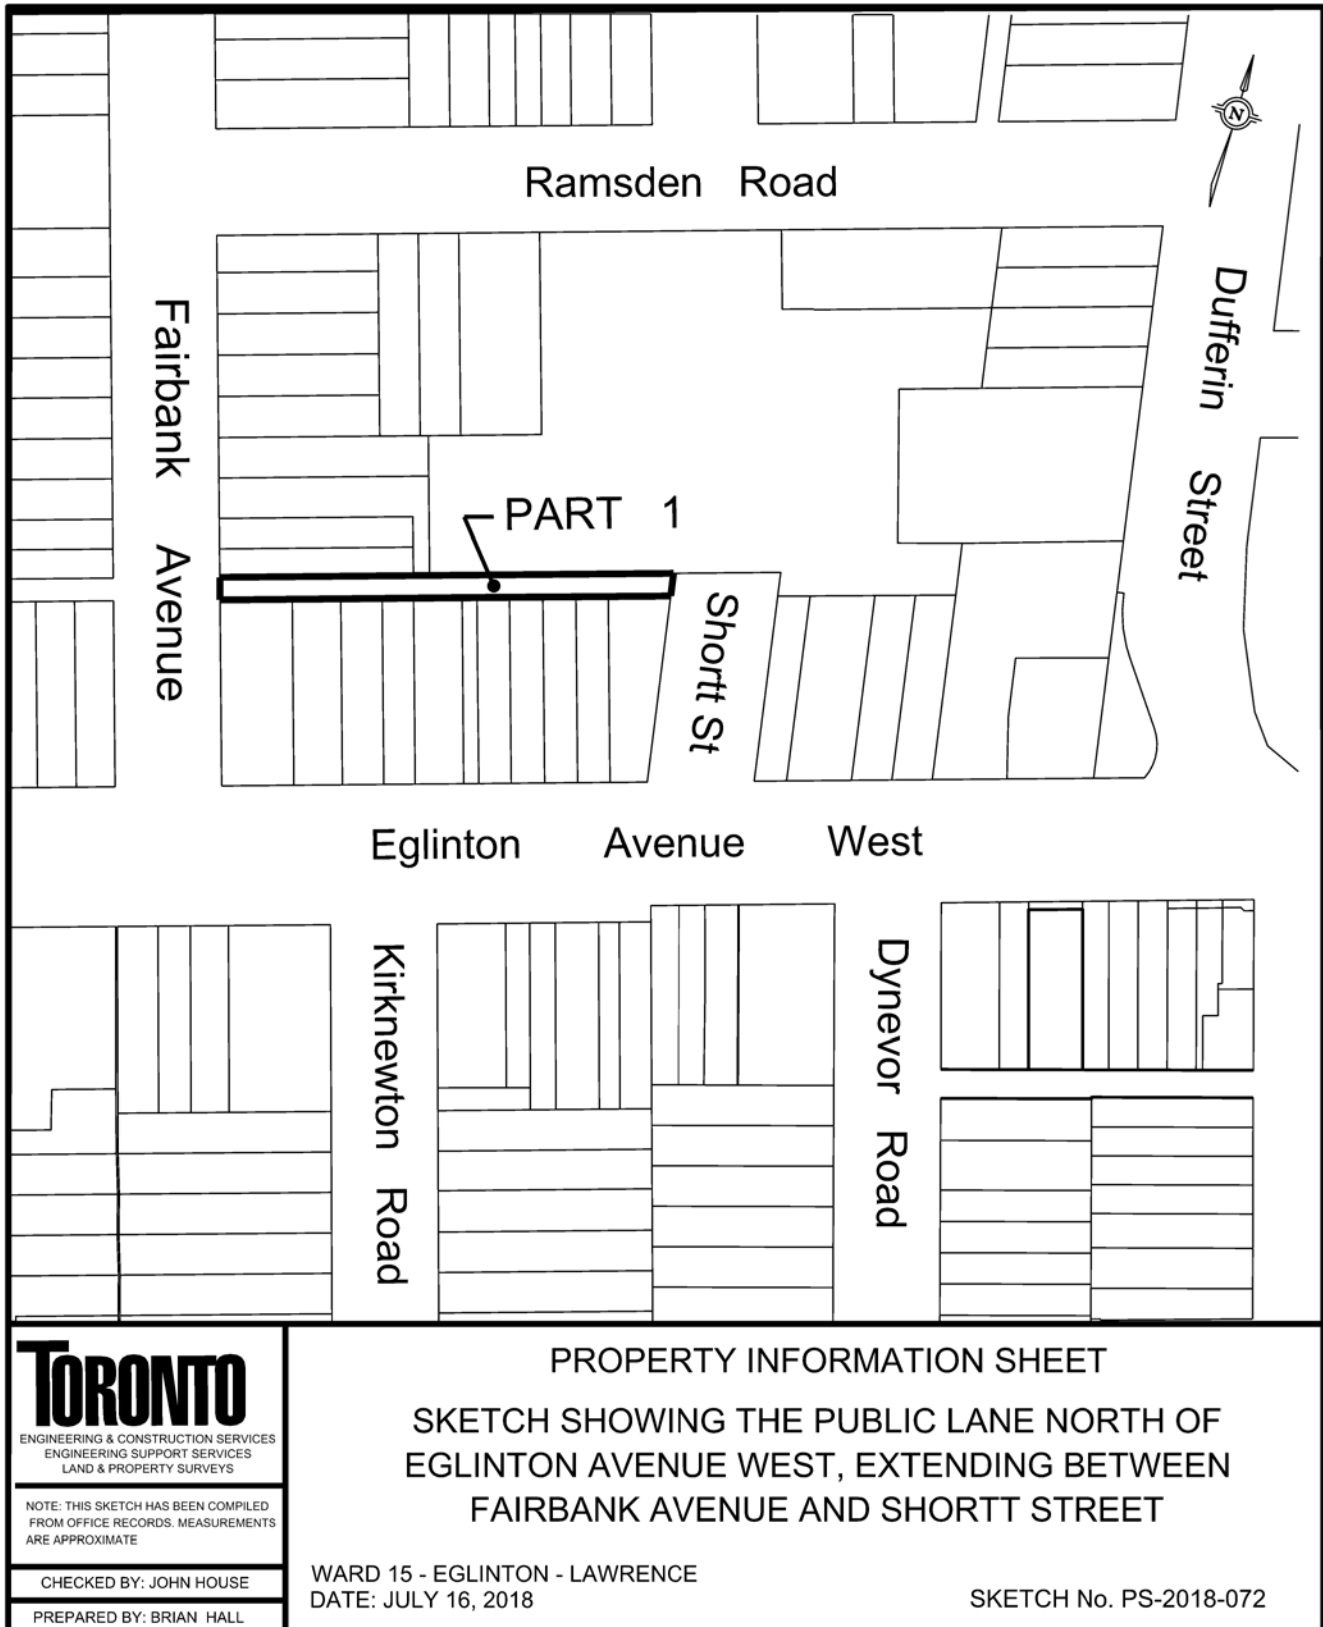 N
Ramsden Road
Fairbank Avenue
Dufferin Street
PART 1
Shortt St
Eglinton Avenue West
Kirknewton Road
Dynevor Road
TORONTO
ENGINEERING & CONSTRUCTION SERVICES
ENGINEERING SUPPORT SERVICES
LAND & PROPERTY SURVEYS
NOTE: THIS SKETCH HAS BEEN COMPILED
FROM OFFICE RECORDS. MEASUREMENTS
ARE APPROXIMATE
CHECKED BY: JOHN HOUSE
PREPARED BY: BRIAN HALL
PROPERTY INFORMATION SHEET
SKETCH SHOWING THE PUBLIC LANE NORTH OF
EGLINTON AVENUE WEST, EXTENDING BETWEEN
FAIRBANK AVENUE AND SHORTT STREET
WARD 15 - EGLINTON - LAWRENCE
DATE: JULY 16, 2018
SKETCH No. PS-2018-072